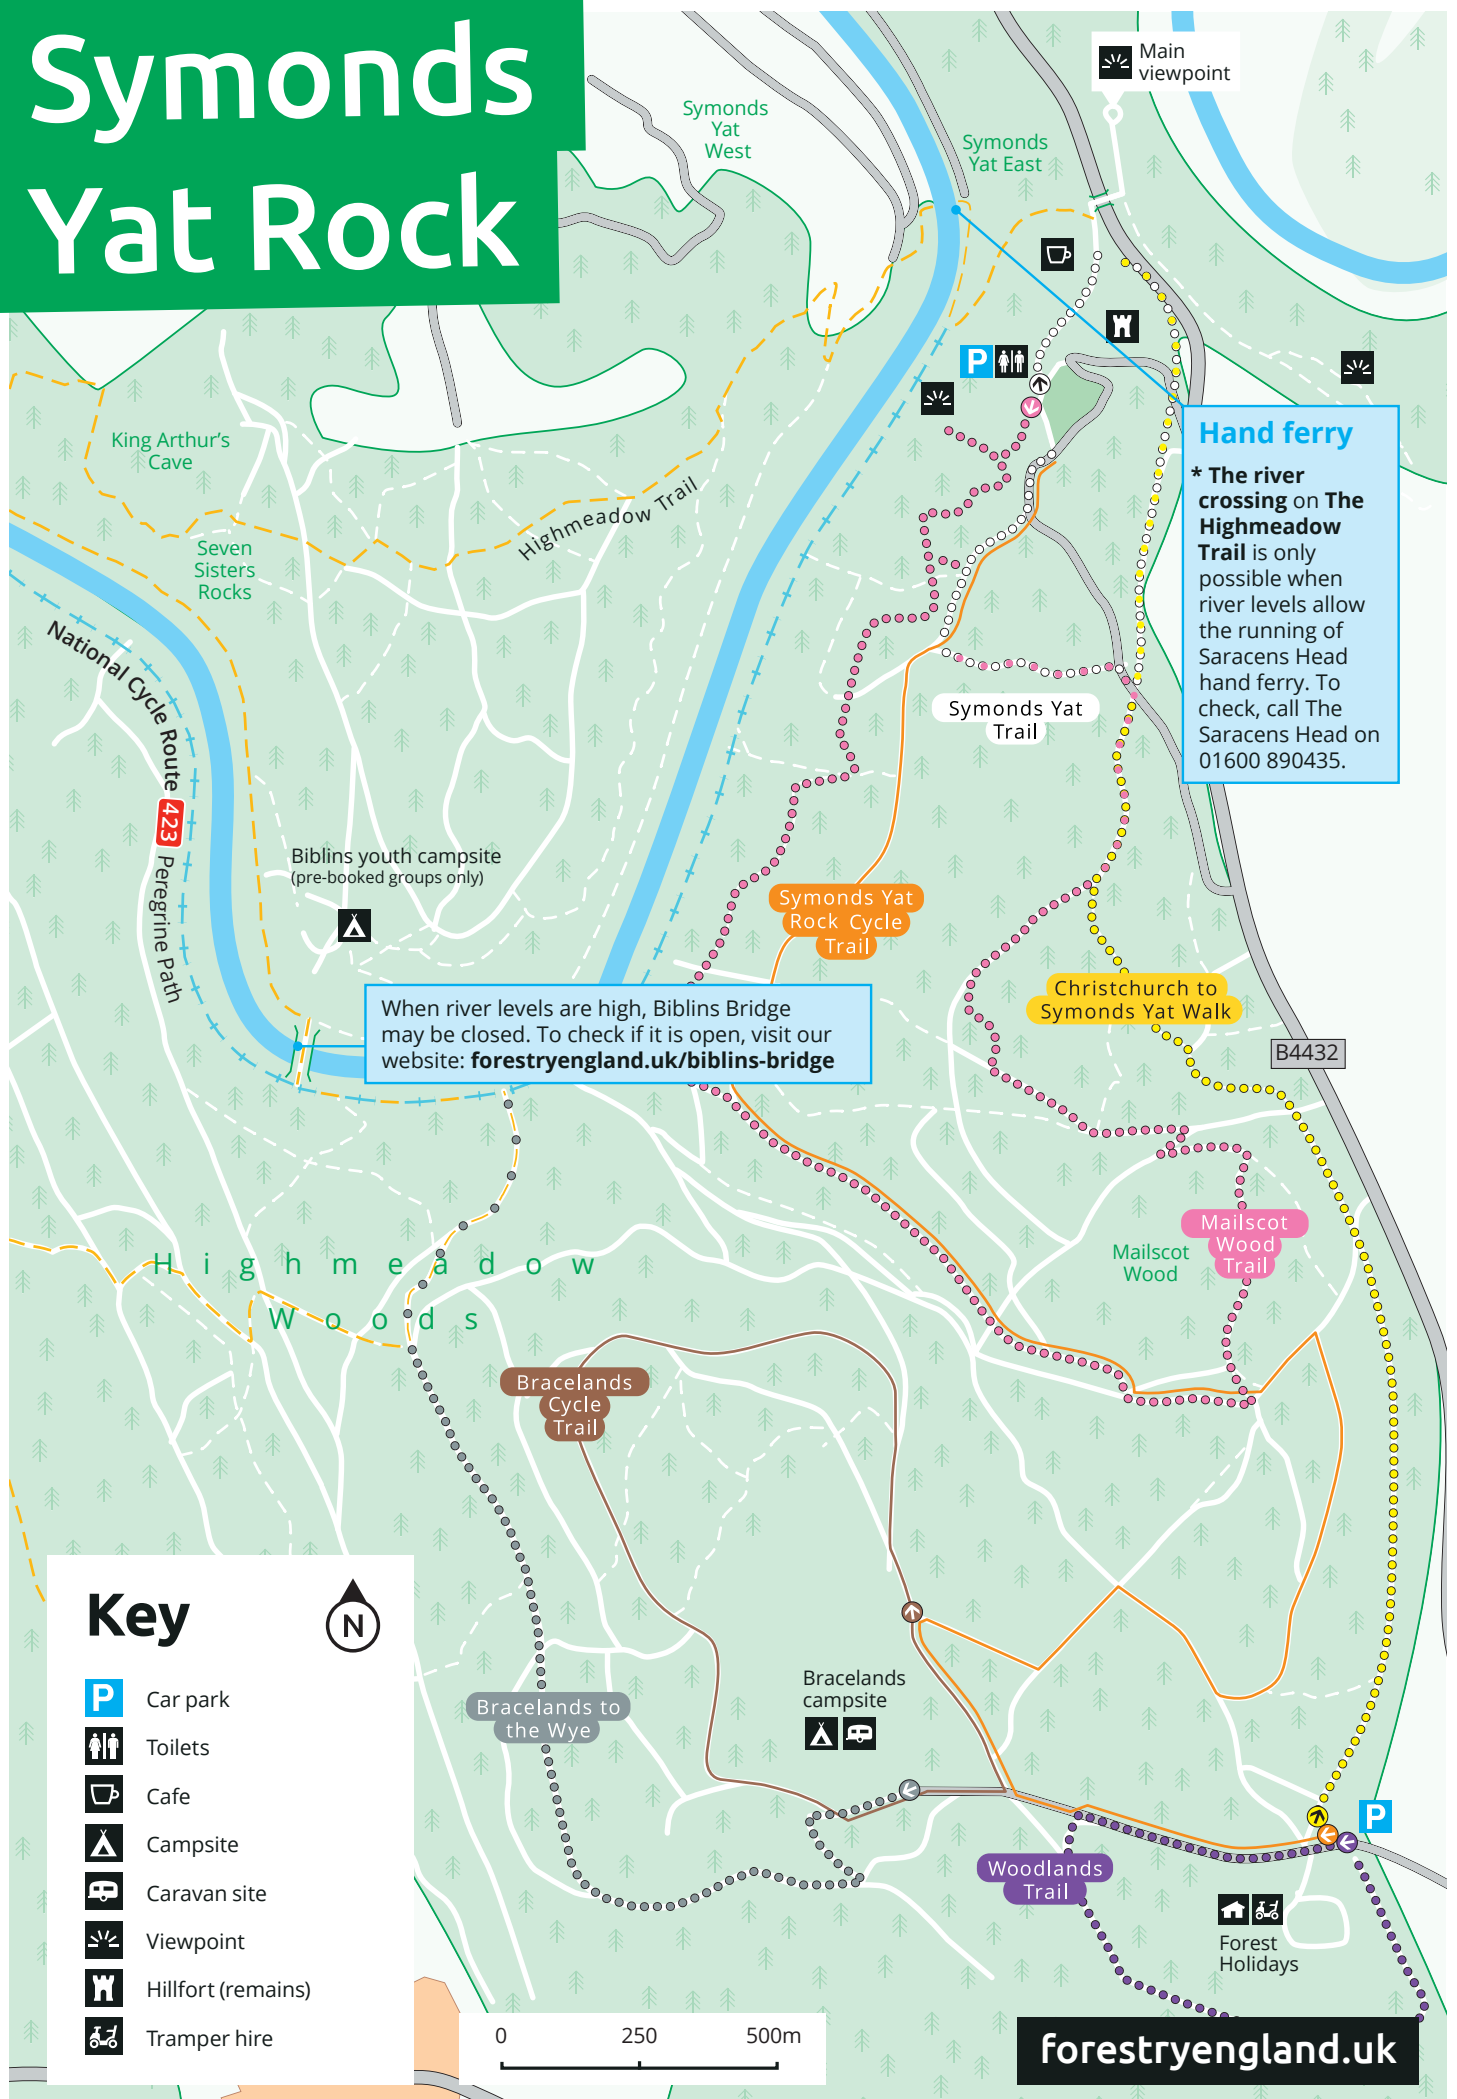 Symonds
Yat Rock
Main
viewpoint
Symonds
Yat
West
Symonds
Yat East
P
Hand ferry
* The river
crossing on The
Highmeadow
Trail is only
possible when
river levels allow
the running of
Saracens Head
hand ferry. To
check, call The
Saracens Head on
01600 890435.
King Arthur's
Cave
Highmeadow Trail
Seven
Sisters
Rocks
National Cycle Route
423
Peregrine Path
Symonds Yat
Trail
Biblins youth campsite
(pre-booked groups only)
Symonds Yat
Rock Cycle
Trail
Christchurch to
Symonds Yat Walk
When river levels are high, Biblins Bridge
may be closed. To check if it is open, visit our
website: forestryengland.uk/biblins-bridge
B4432
Mailscot
Wood
Trail
Mailscot
Wood
Highmeadow
Woods
Bracelands
Cycle
Trail
Bracelands
campsite
Bracelands to
the Wye
P
Woodlands
Trail
Forest
Holidays
Key
N
P Car park
Toilets
Cafe
Campsite
Caravan site
Viewpoint
Hillfort (remains)
Tramper hire
0 250 500m
forestryengland.uk